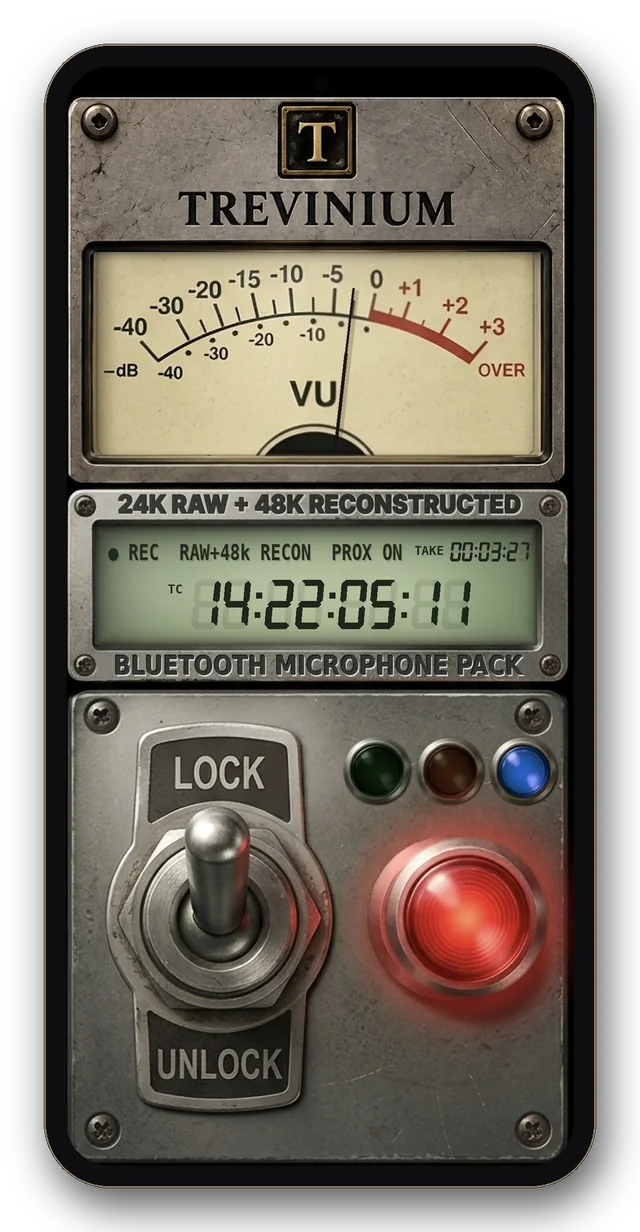 T
TREVINIUM
-40 -30 -20 -15 -10 -5 0 +1 +2 +3
-dB -40 -30 -20 -10 OVER
VU
24K RAW + 48K RECONSTRUCTED
● REC RAW+48k RECON PROX ON TAKE 00:03:27
TC 14:22:05:11
BLUETOOTH MICROPHONE PACK
LOCK
UNLOCK